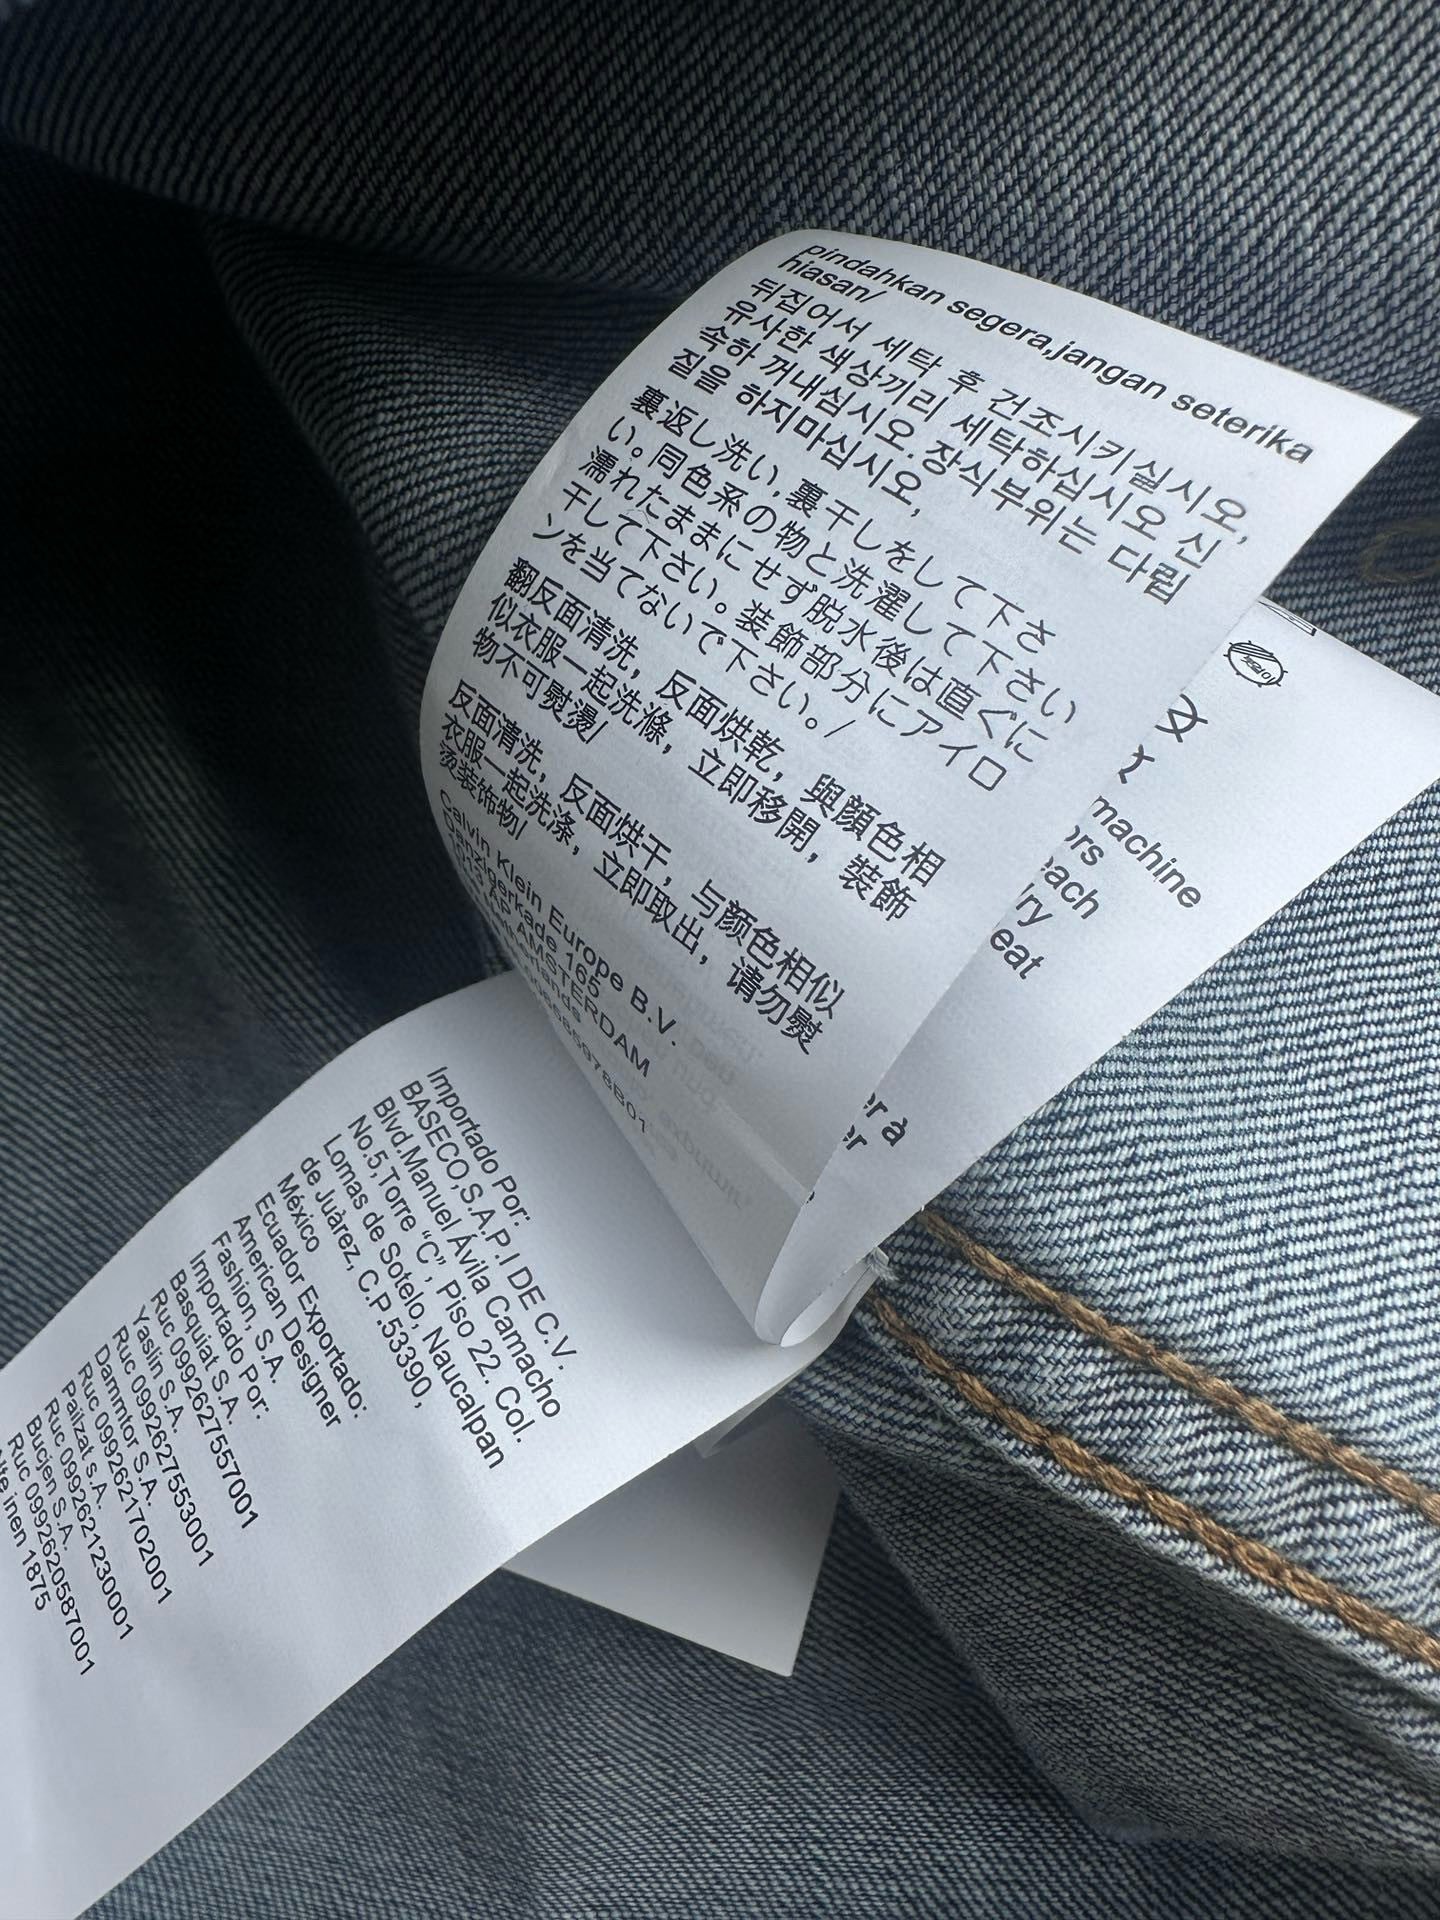 pindahkan segera,jangan seterika
hiasan/
뒤집어서 세탁 후 건조시키실시오,
유사한 색상끼리 세탁하십시오 신
속하 꺼내십시오.장식부위는 다림
질을 하지마십시오,
裏返し洗い,裏干しをして下さ
い。同色系の物と洗濯して下さい
濡れたままにせず脱水後は直ぐに
干して下さい。装飾部分にアイロ
ンを当てないで下さい。/
翻反面清洗，反面烘乾，與顏色相
似衣服一起洗滌，立即移開，裝飾
物不可熨燙/
反面清洗，反面烘干，与颜色相似
衣服一起洗涤，立即取出，请勿熨
烫装饰物/
Calvin Klein Europe B.V.
Danzigerkade 165
1013 AP AMSTERDAM
machine
ors
each
ry
eat
er à
er
Importado Por:
BASECO,S.A.P.I DE C.V.
Blvd.Manuel Ávila Camacho
No.5,Torre "C", Piso 22. Col.
Lomas de Sotelo, Naucalpan
de Juàrez, C.P.53390,
México
Ecuador Exportado:
American Designer
Fashion, S.A.
Importado Por:
Basquiat S.A.
Ruc 0992627557001
Yaslin S.A.
Ruc 0992627553001
Dammtor S.A.
Ruc 0992621702001
Paizat s.A.
Ruc 0992621230001
Bucjen S.A.
Ruc 0992620587001
inen 1875